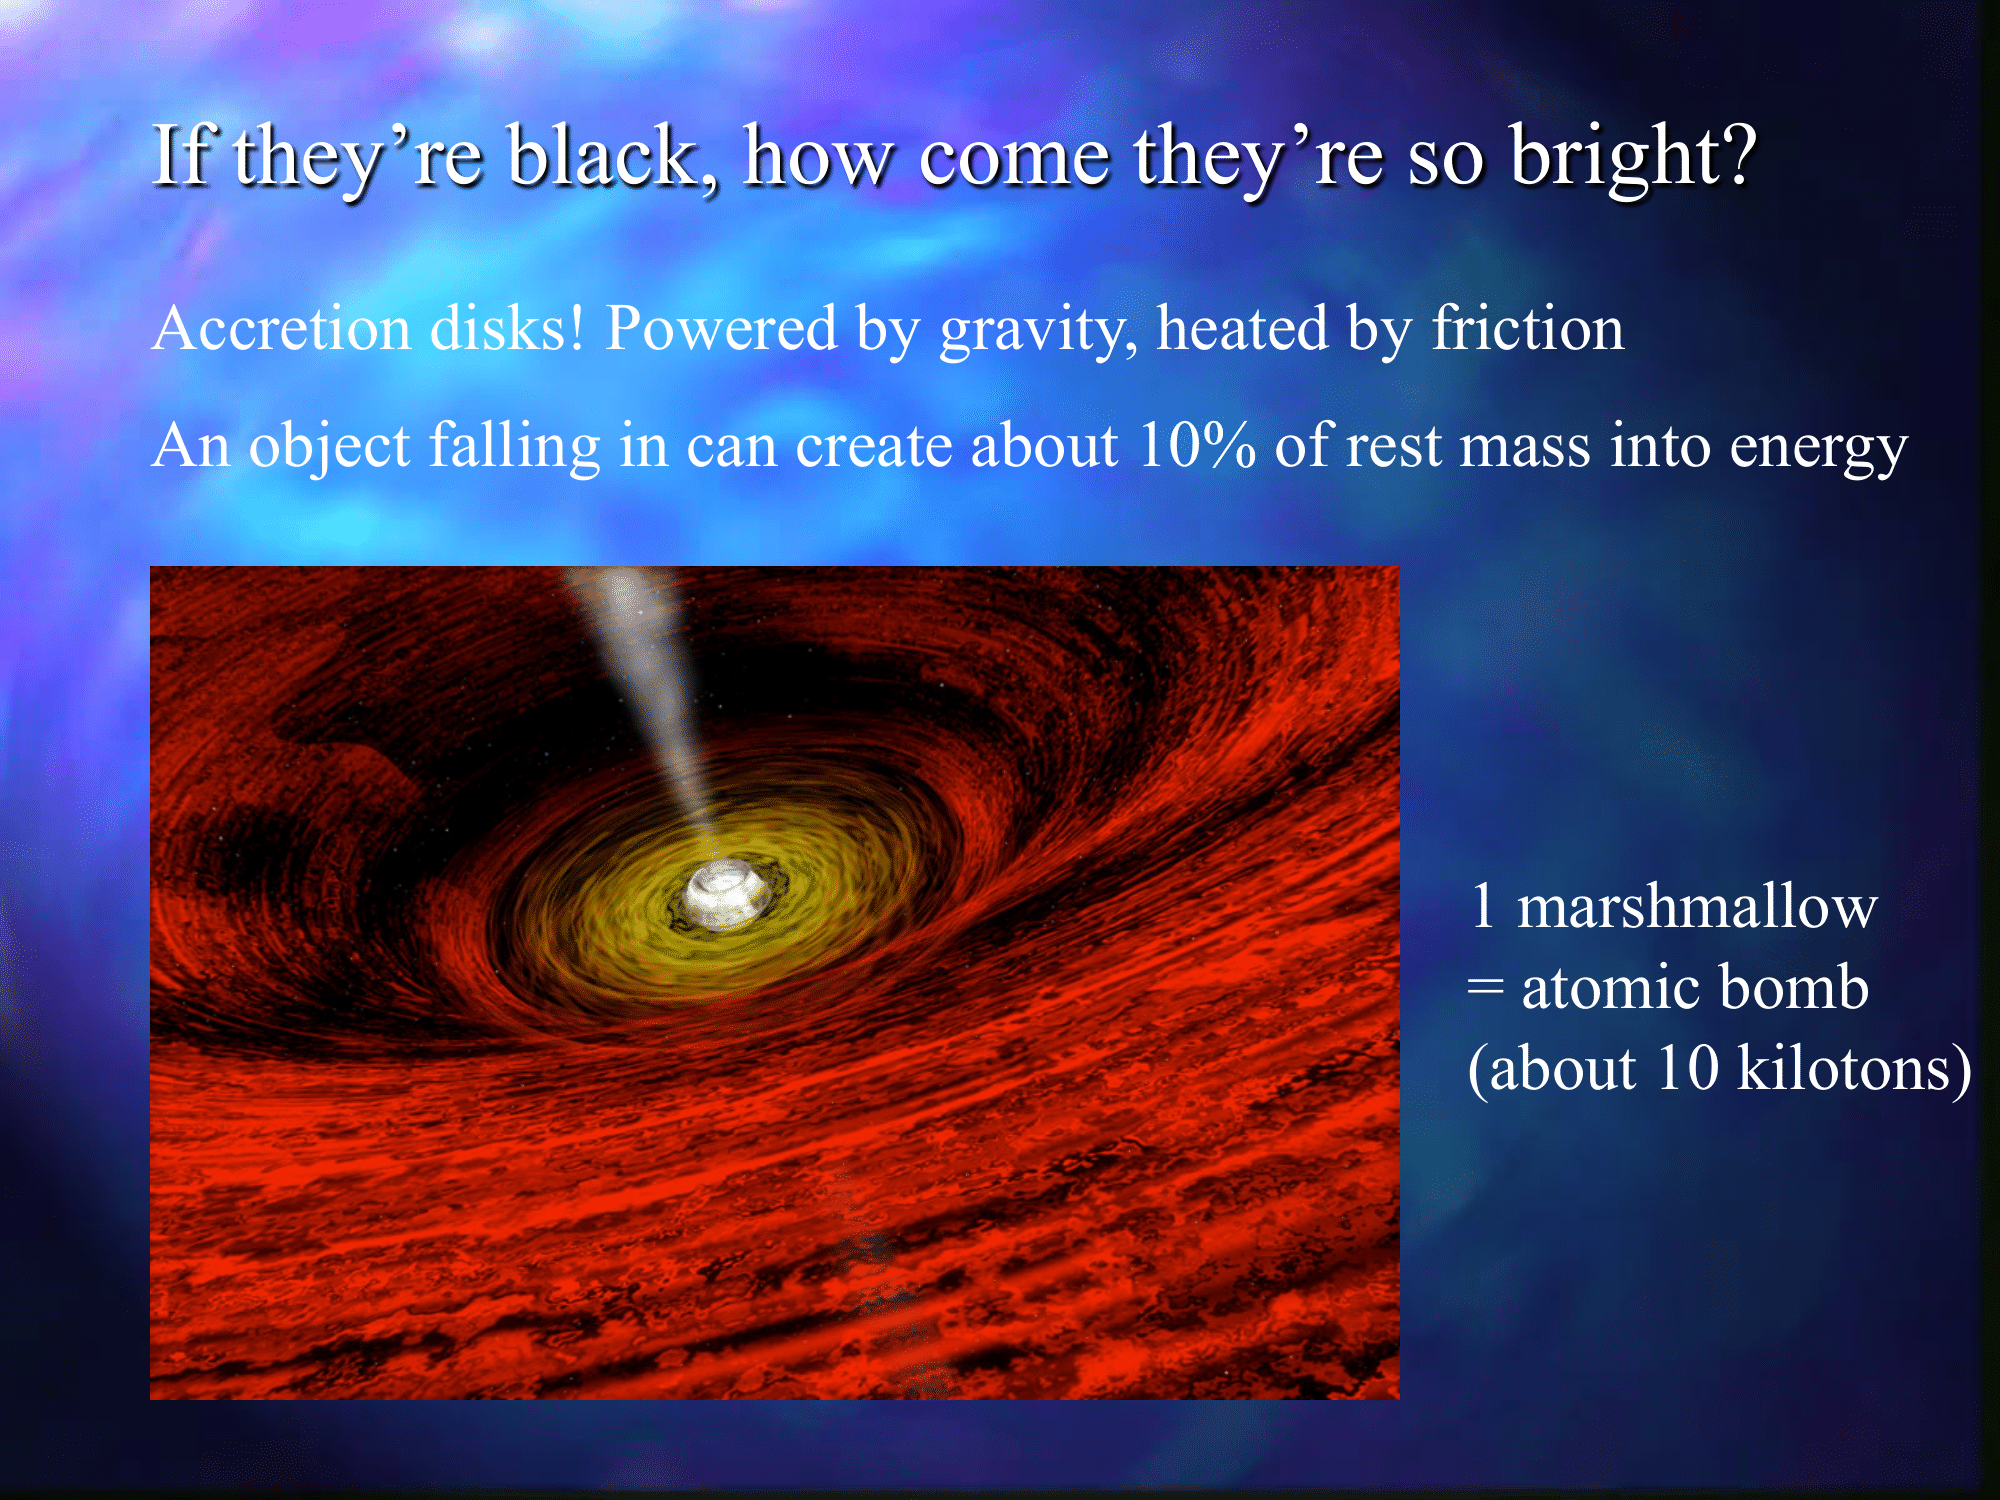 If they’re black, how come they’re so bright?
Accretion disks! Powered by gravity, heated by friction
An object falling in can create about 10% of rest mass into energy
1 marshmallow
= atomic bomb
(about 10 kilotons)